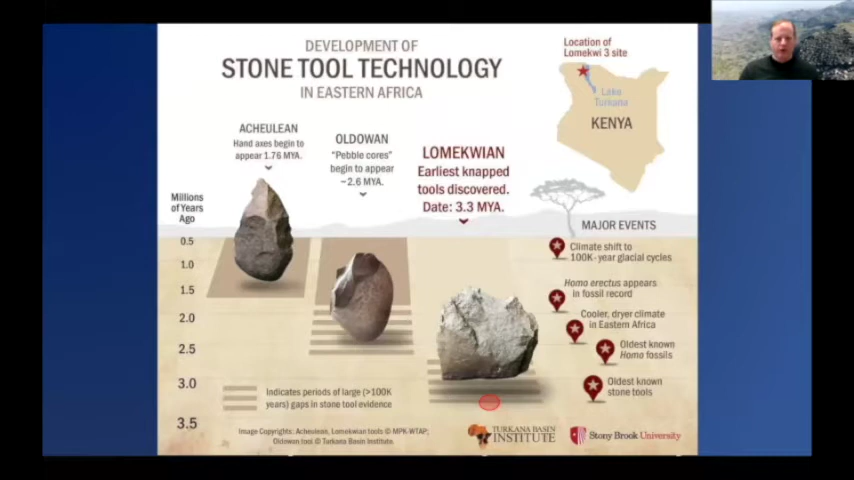 DEVELOPMENT OF
STONE TOOL TECHNOLOGY
IN EASTERN AFRICA
Location of
Lomekwi 3 site
Lake
Turkana
KENYA
ACHEULEAN
Hand axes begin to
appear 1.76 MYA.
OLDOWAN
"Pebble cores"
begin to appear
~2.6 MYA.
LOMEKWIAN
Earliest knapped
tools discovered.
Date: 3.3 MYA.
Millions
of Years
Ago
0.5
1.0
1.5
2.0
2.5
3.0
3.5
MAJOR EVENTS
Climate shift to
100K-year glacial cycles
Homo erectus appears
in fossil record
Cooler, dryer climate
in Eastern Africa
Oldest known
Homo fossils
Oldest known
stone tools
Indicates periods of large (>100K
years) gaps in stone tool evidence
Image Copyrights: Acheulean, Lomekwian tools © MPK-WTAP;
Oldowan tool © Turkana Basin Institute.
TURKANA BASIN
INSTITUTE
Stony Brook University